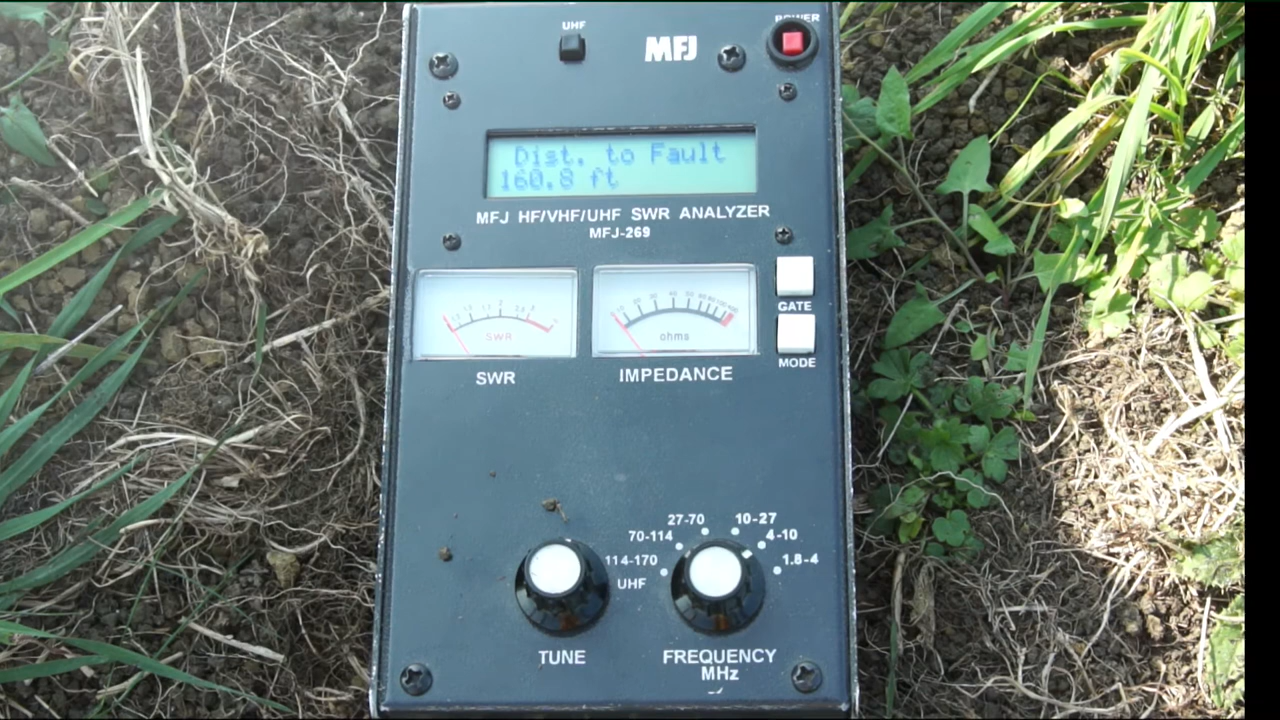 UHF
MFJ
POWER
Dist. to Fault
160.8 ft
MFJ HF/VHF/UHF SWR ANALYZER
MFJ-269
SWR
ohms
GATE
MODE
SWR
IMPEDANCE
27-70
10-27
70-114
4-10
114-170
1.8-4
UHF
TUNE
FREQUENCY
MHz